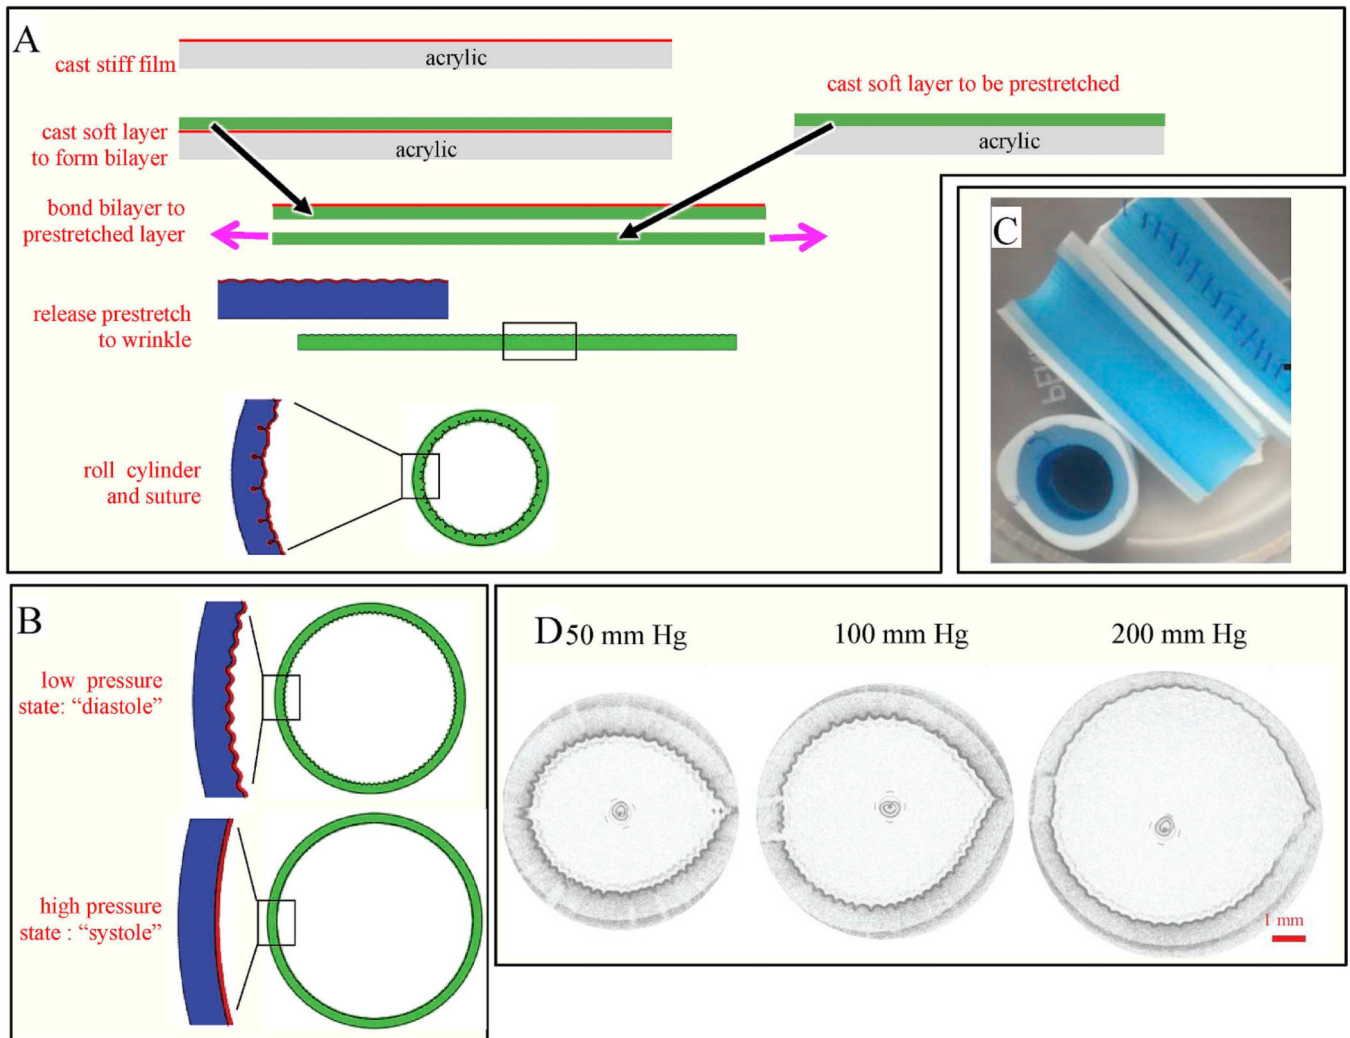 A
cast stiff film
acrylic
cast soft layer to be prestretched
cast soft layer
to form bilayer
acrylic
acrylic
bond bilayer to
prestretched layer
release prestretch
to wrinkle
roll cylinder
and suture
C
B
low pressure
state: “diastole”
high pressure
state : “systole”
D
50 mm Hg
100 mm Hg
200 mm Hg
1 mm